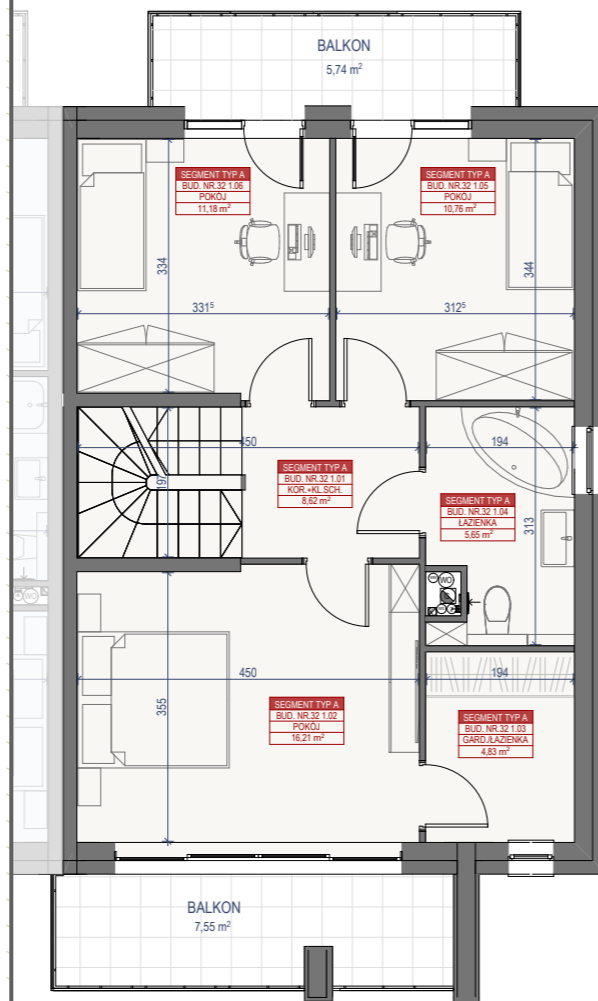 BALKON
5,74 m²
SEGMENT TYP A
BUD. NR.32 1.06
POKÓJ
11,18 m²
SEGMENT TYP A
BUD. NR.32 1.05
POKÓJ
10,76 m²
334
344
331⁵
312⁵
450
194
197
SEGMENT TYP A
BUD. NR.32 1.01
KOR.+KL.SCH.
8,62 m²
SEGMENT TYP A
BUD. NR.32 1.04
ŁAZIENKA
5,65 m²
313
WO
WO
450
194
355
SEGMENT TYP A
BUD. NR.32 1.02
POKÓJ
16,21 m²
SEGMENT TYP A
BUD. NR.32 1.03
GARD./ŁAZIENKA
4,83 m²
BALKON
7,55 m²